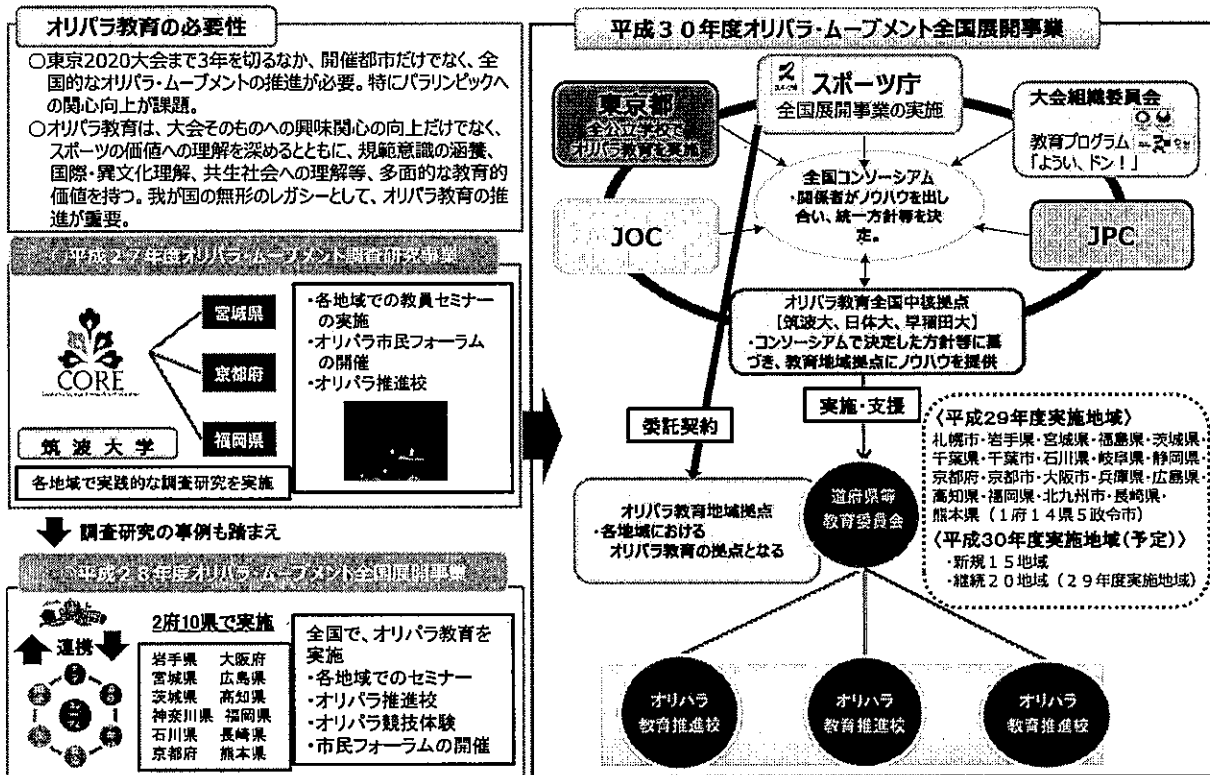 オリパラ教育の必要性
○東京2020大会まで3年を切るなか、開催都市だけでなく、全
国的なオリパラ・ムーブメントの推進が必要。特にパラリンピックへ
の関心向上が課題。
○オリパラ教育は、大会そのものへの興味関心の向上だけでなく、
スポーツの価値への理解を深めるとともに、規範意識の涵養、
国際・異文化理解、共生社会への理解等、多面的な教育的
価値を持つ。我が国の無形のレガシーとして、オリパラ教育の推
進が重要。
平成27年度オリパラ・ムーブメント調査研究事業
CORE
筑波大学
宮城県
京都府
福岡県
・各地域での教員セミナー
の実施
・オリパラ市民フォーラム
の開催
・オリパラ推進校
各地域で実践的な調査研究を実施
調査研究の事例も踏まえ
平成28年度オリパラ・ムーブメント全国展開事業
連携
2府10県で実施
岩手県 大阪府
宮城県 広島県
茨城県 高知県
神奈川県 福岡県
石川県 長崎県
京都府 熊本県
全国で、オリパラ教育を
実施
・各地域でのセミナー
・オリパラ推進校
・オリパラ競技体験
・市民フォーラムの開催
平成30年度オリパラ・ムーブメント全国展開事業
東京都
全公立学校で
オリパラ教育を実施
スポーツ庁
全国展開事業の実施
大会組織委員会
教育プログラム
「ようい、ドン！」
全国コンソーシアム
・関係者がノウハウを出し
合い、統一方針等を決
定。
JOC
JPC
オリパラ教育全国中核拠点
【筑波大、日体大、早稲田大】
・コンソーシアムで決定した方針等に基
づき、教育地域拠点にノウハウを提供
委託契約
実施・支援
オリパラ教育地域拠点
・各地域における
オリパラ教育の拠点となる
道府県等
教育委員会
〈平成29年度実施地域〉
札幌市・岩手県・宮城県・福島県・茨城県・
千葉県・千葉市・石川県・岐阜県・静岡県・
京都府・京都市・大阪市・兵庫県・広島県・
高知県・福岡県・北九州市・長崎県・
熊本県（1府14県5政令市）
〈平成30年度実施地域(予定)〉
・新規15地域
・継続20地域（29年度実施地域）
オリパラ
教育推進校
オリパラ
教育推進校
オリパラ
教育推進校